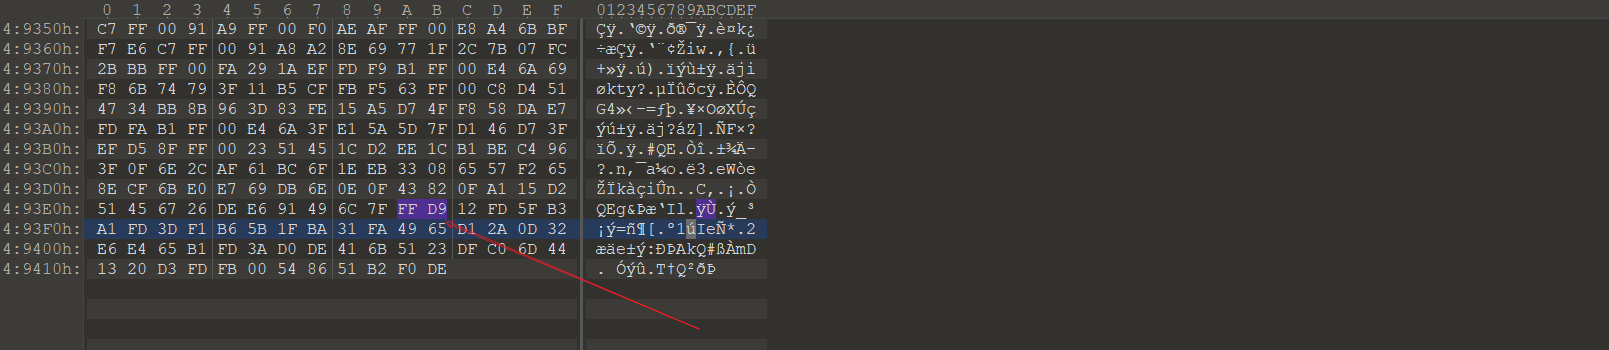 0 1 2 3 4 5 6 7 8 9 A B C D E F 0123456789ABCDEF
4:9350h: C7 FF 00 91 A9 FF 00 F0 AE AF FF 00 E8 A4 6B BF Çÿ.‘©ÿ.ð®¯ÿ.è¤k¿
4:9360h: F7 E6 C7 FF 00 91 A8 A2 8E 69 77 1F 2C 7B 07 FC ÷æÇÿ.‘¨¢Žiw.,{.ü
4:9370h: 2B BB FF 00 FA 29 1A EF FD F9 B1 FF 00 E4 6A 69 +»ÿ.ú).ïýù±ÿ.äji
4:9380h: F8 6B 74 79 3F 11 B5 CF FB F5 63 FF 00 C8 D4 51 økty?.µÏûõcÿ.ÈÔQ
4:9390h: 47 34 BB 8B 96 3D 83 FE 15 A5 D7 4F F8 58 DA E7 G4»‹–=ƒþ.¥×OøXÚç
4:93A0h: FD FA B1 FF 00 E4 6A 3F E1 5A 5D 7F D1 46 D7 3F ýú±ÿ.äj?áZ].ÑF×?
4:93B0h: EF D5 8F FF 00 23 51 45 1C D2 EE 1C B1 BE C4 96 ïÕ.ÿ.#QE.Òî.±¾Ä–
4:93C0h: 3F 0F 6E 2C AF 61 BC 6F 1E EB 33 08 65 57 F2 65 ?.n,¯a¼o.ë3.eWòe
4:93D0h: 8E CF 6B E0 E7 69 DB 6E 0E 0F 43 82 0F A1 15 D2 ŽÏkàçiÛn..C‚.¡.Ò
4:93E0h: 51 45 67 26 DE E6 91 49 6C 7F FF D9 12 FD 5F B3 QEg&Þæ‘Il.ÿÙ.ý_³
4:93F0h: A1 FD 3D F1 B6 5B 1F BA 31 FA 49 65 D1 2A 0D 32 ¡ý=ñ¶[.º1úIeÑ*.2
4:9400h: E6 E4 65 B1 FD 3A D0 DE 41 6B 51 23 DF C0 6D 44 æäe±ý:ÐÞAkQ#ßÀmD
4:9410h: 13 20 D3 FD FB 00 54 86 51 B2 F0 DE . Óýû.T†Q²ðÞ